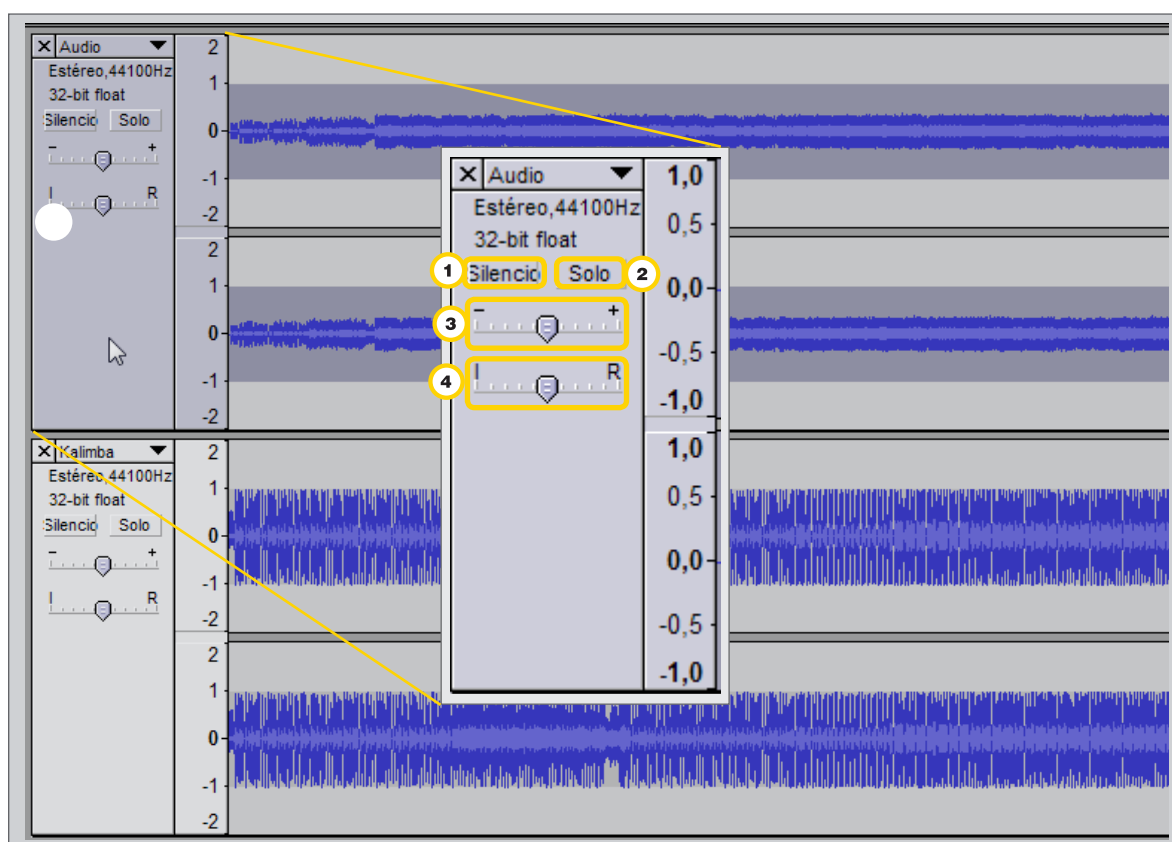 X Audio
Estéreo,44100Hz
32-bit float
Silencio Solo
- +
I R
2
1
0
-1
-2
2
1
0
-1
-2
X Audio
Estéreo,44100Hz
32-bit float
1 Silencio Solo 2
3 - +
4 I R
1,0
0,5
0,0
-0,5
-1,0
1,0
0,5
0,0
-0,5
-1,0
X Kalimba
Estéreo,44100Hz
32-bit float
Silencio Solo
- +
I R
2
1
0
-1
-2
2
1
0
-1
-2